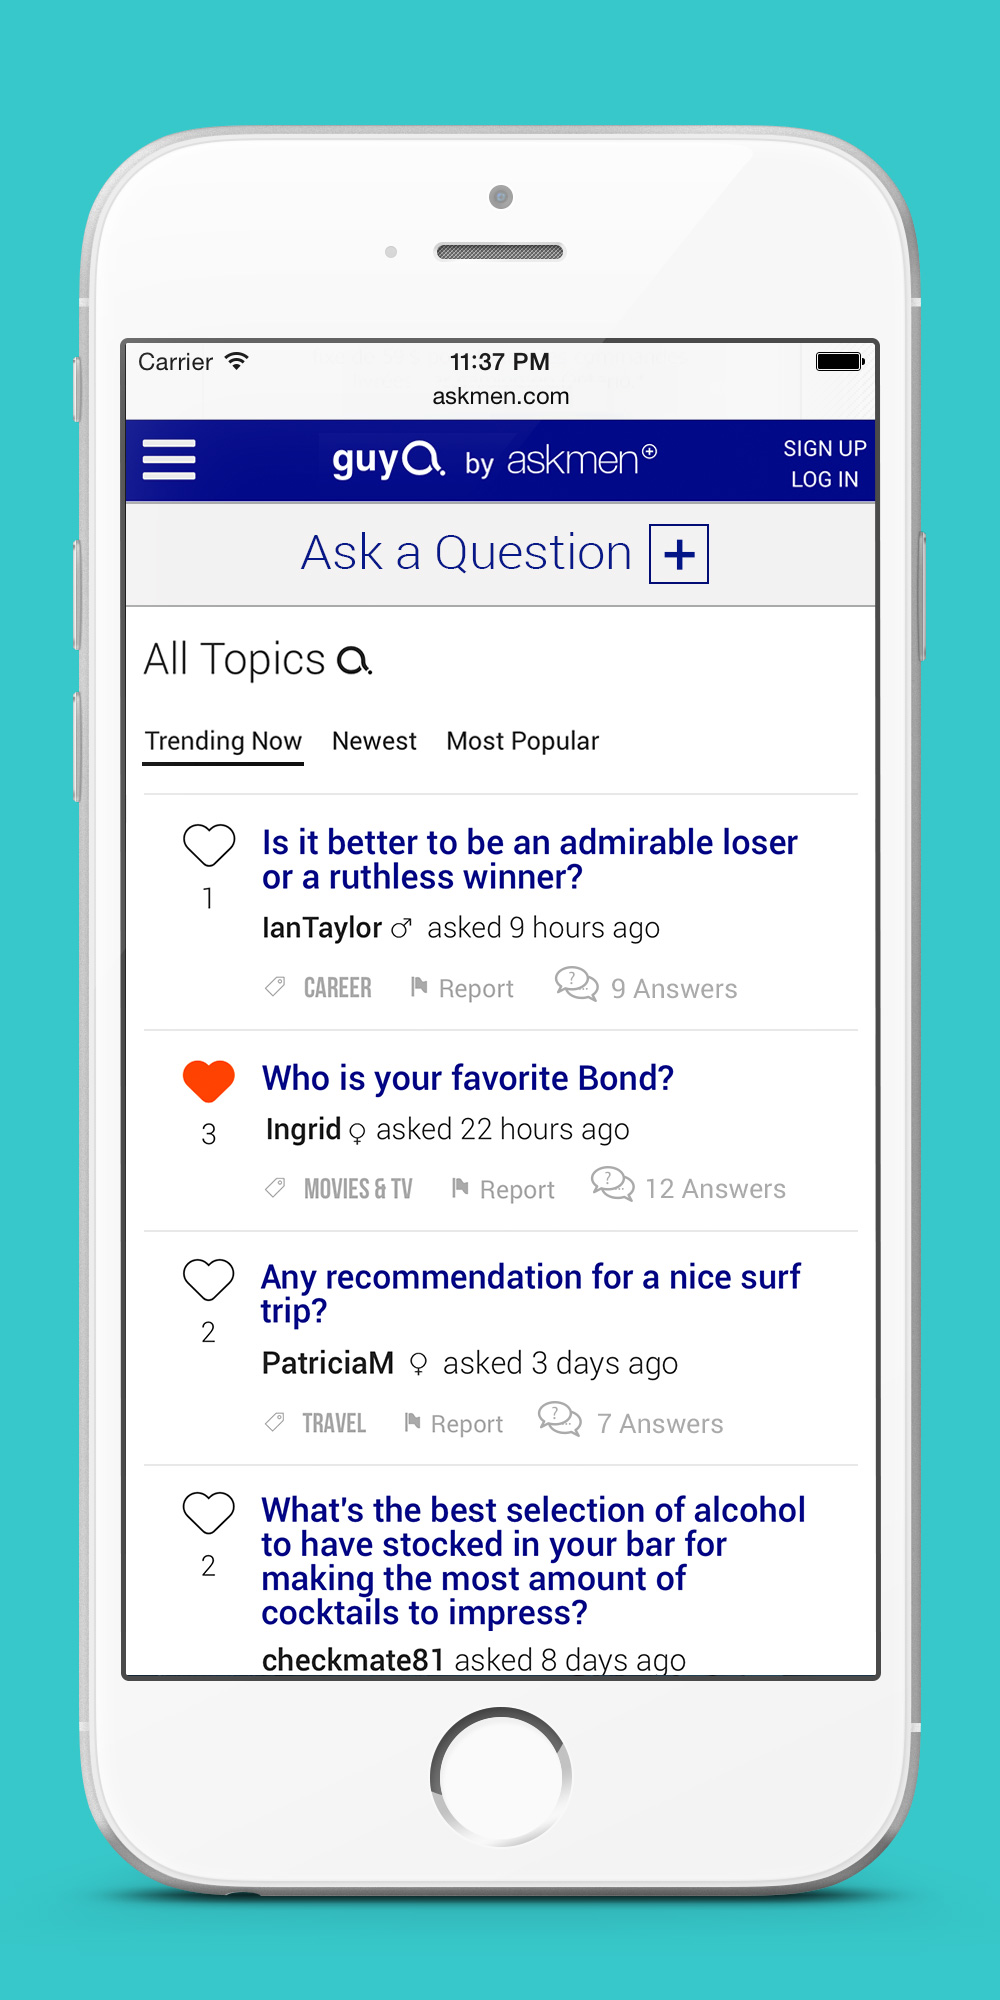 Carrier 11:37 PM
askmen.com
guyQ. by askmen
SIGN UP
LOG IN
Ask a Question +
All Topics Q.
Trending Now Newest Most Popular
Is it better to be an admirable loser
or a ruthless winner?
1
IanTaylor ♂ asked 9 hours ago
CAREER Report ? 9 Answers
Who is your favorite Bond?
3
Ingrid ♀ asked 22 hours ago
MOVIES & TV Report ? 12 Answers
Any recommendation for a nice surf
trip?
2
PatriciaM ♀ asked 3 days ago
TRAVEL Report ? 7 Answers
What's the best selection of alcohol
to have stocked in your bar for
2
making the most amount of
cocktails to impress?
checkmate81 asked 8 days ago